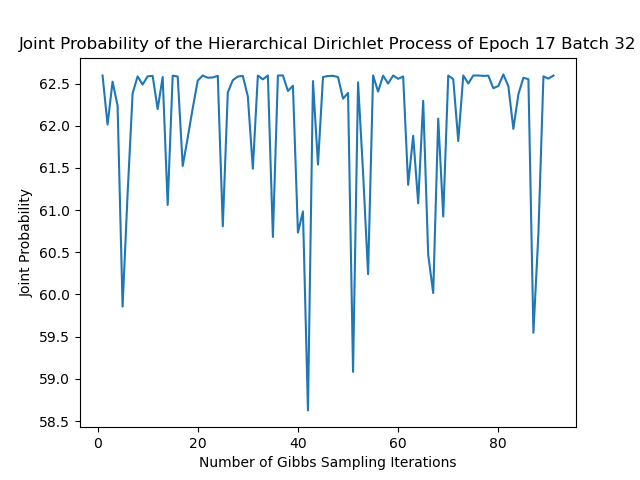 Joint Probability of the Hierarchical Dirichlet Process of Epoch 17 Batch 32
62.5
62.0
61.5
61.0
60.5
60.0
59.5
59.0
58.5
Joint Probability
0 20 40 60 80
Number of Gibbs Sampling Iterations